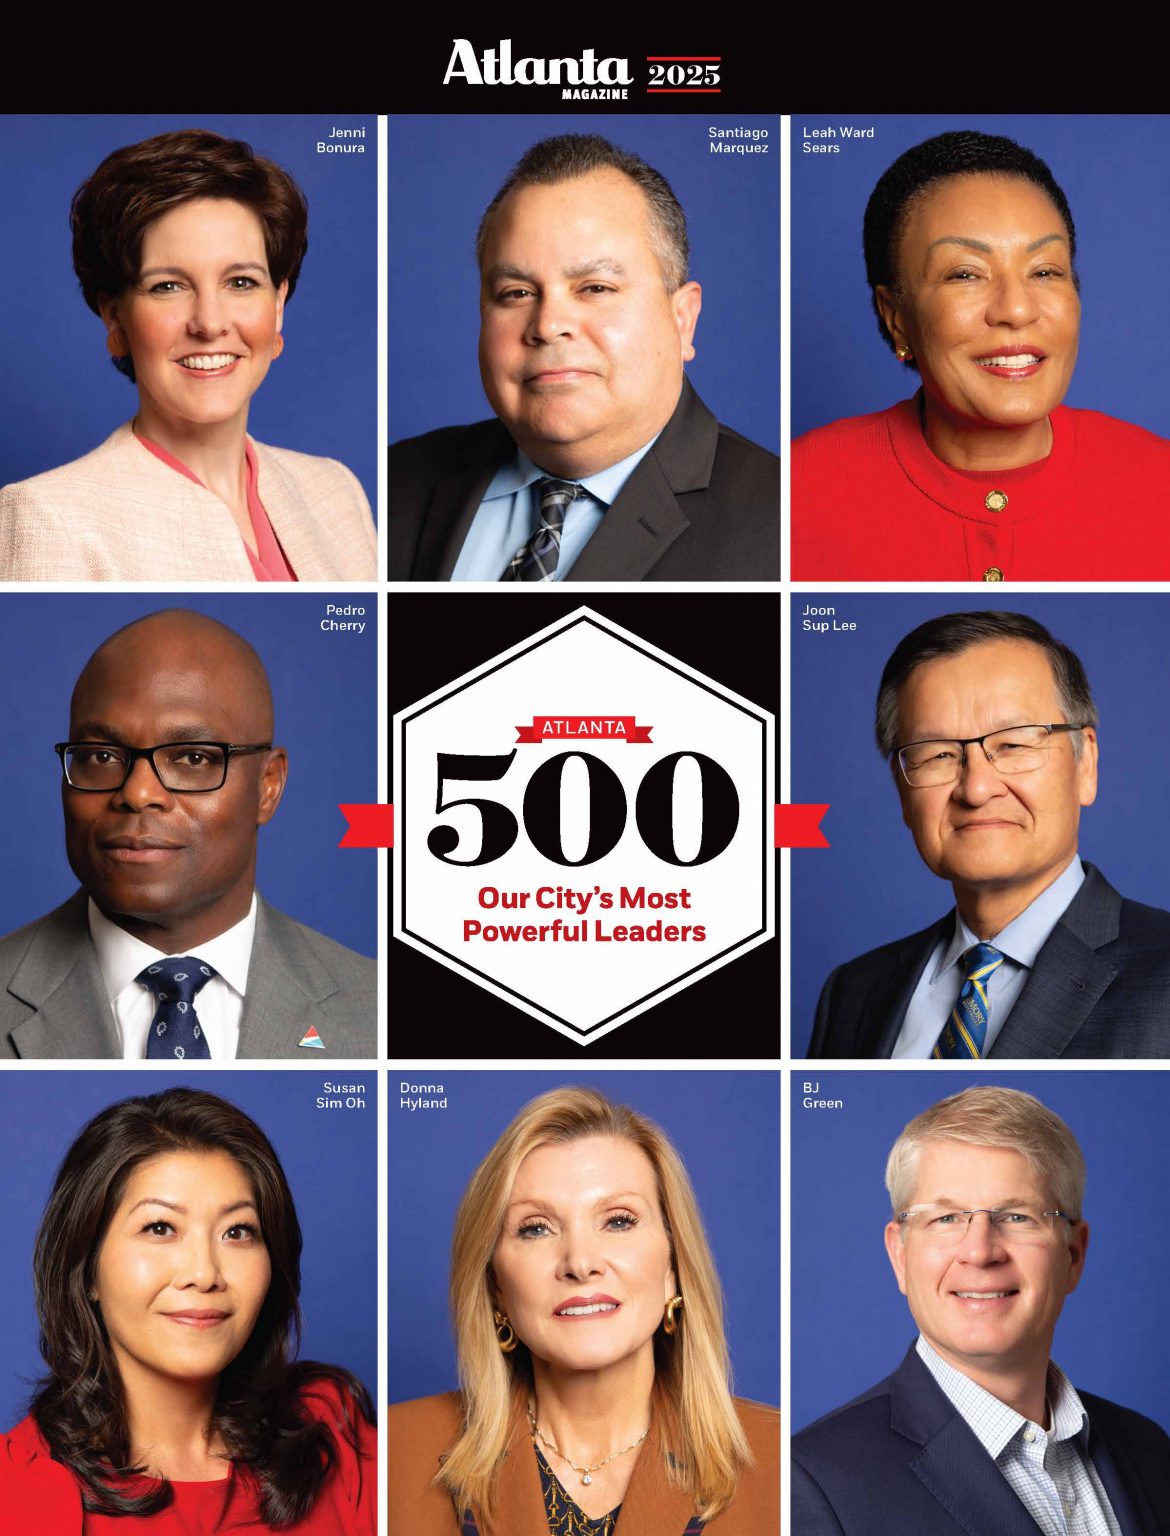 Atlanta
MAGAZINE
2025
Jenni
Bonura
Santiago
Marquez
Leah Ward
Sears
Pedro
Cherry
ATLANTA
500
Our City's Most
Powerful Leaders
Joon
Sup Lee
EMORY
Susan
Sim Oh
Donna
Hyland
BJ
Green